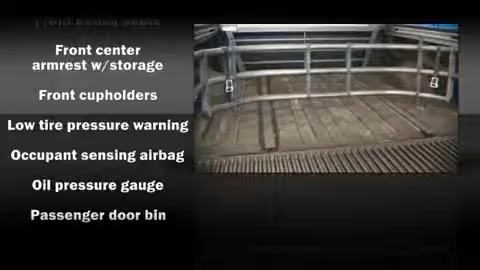 Front center
armrest w/storage
Front cupholders
Low tire pressure warning
Occupant sensing airbag
Oil pressure gauge
Passenger door bin